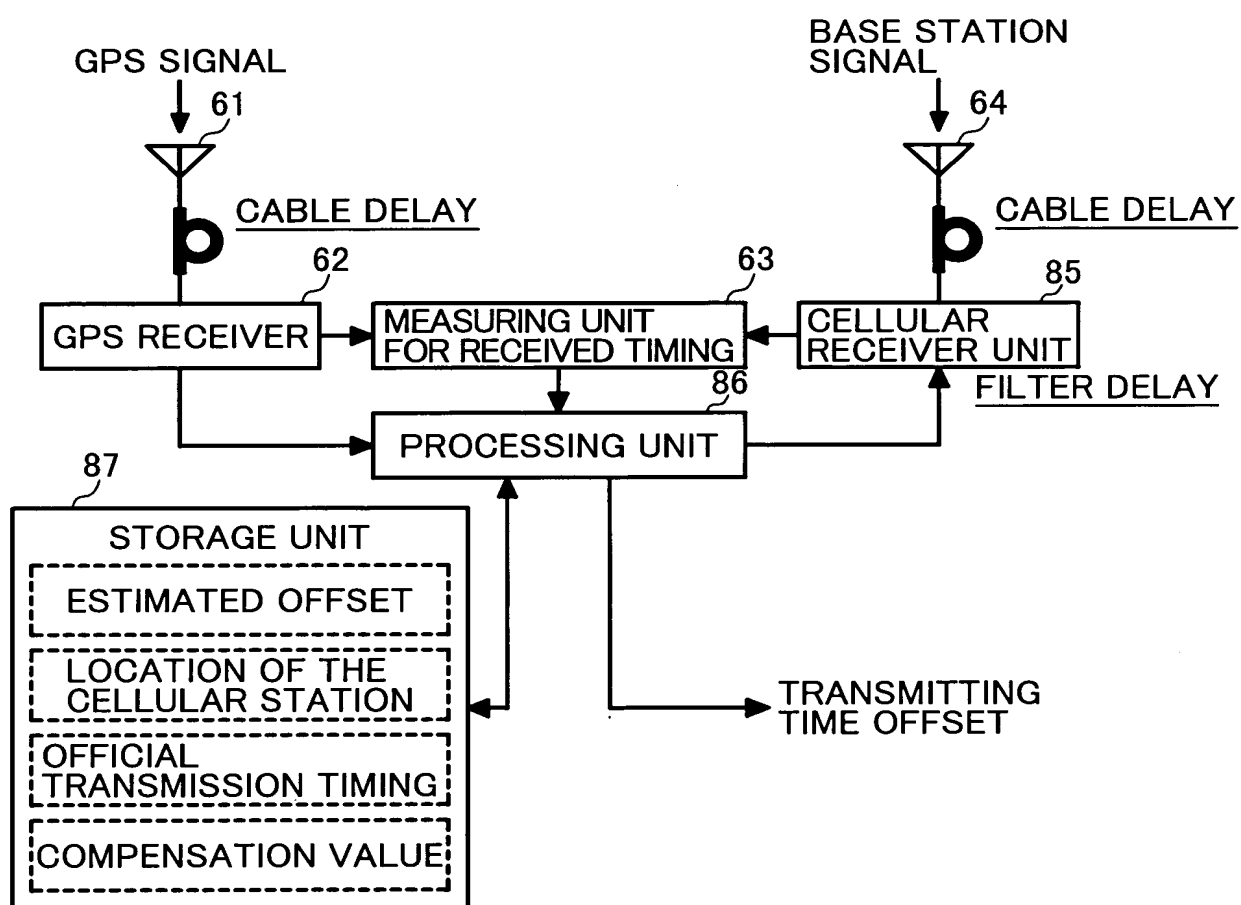 GPS SIGNAL
BASE STATION
SIGNAL
61
64
CABLE DELAY
CABLE DELAY
62
63
85
GPS RECEIVER
MEASURING UNIT
FOR RECEIVED TIMING
CELLULAR
RECEIVER UNIT
FILTER DELAY
86
PROCESSING UNIT
87
STORAGE UNIT
ESTIMATED OFFSET
LOCATION OF THE
CELLULAR STATION
OFFICIAL
TRANSMISSION TIMING
COMPENSATION VALUE
TRANSMITTING
TIME OFFSET